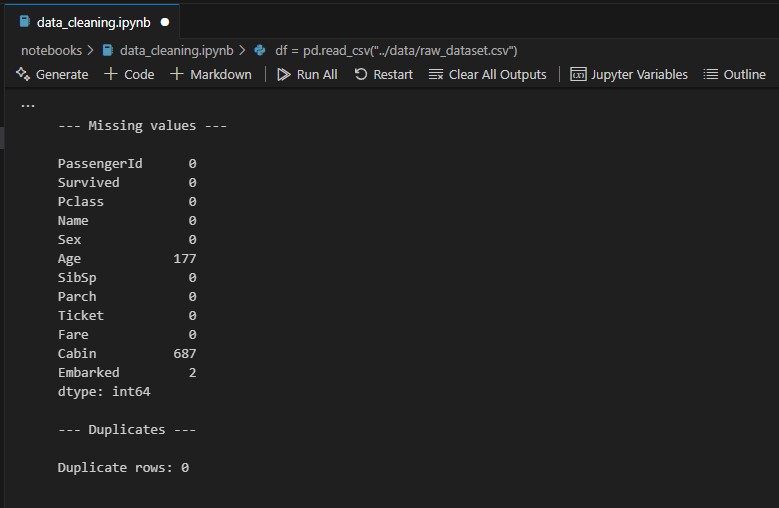 data_cleaning.ipynb
notebooks > data_cleaning.ipynb > df = pd.read_csv("../data/raw_dataset.csv")
Generate + Code + Markdown | Run All Restart Clear All Outputs | Jupyter Variables Outline
...
--- Missing values ---
PassengerId 0
Survived 0
Pclass 0
Name 0
Sex 0
Age 177
SibSp 0
Parch 0
Ticket 0
Fare 0
Cabin 687
Embarked 2
dtype: int64
--- Duplicates ---
Duplicate rows: 0